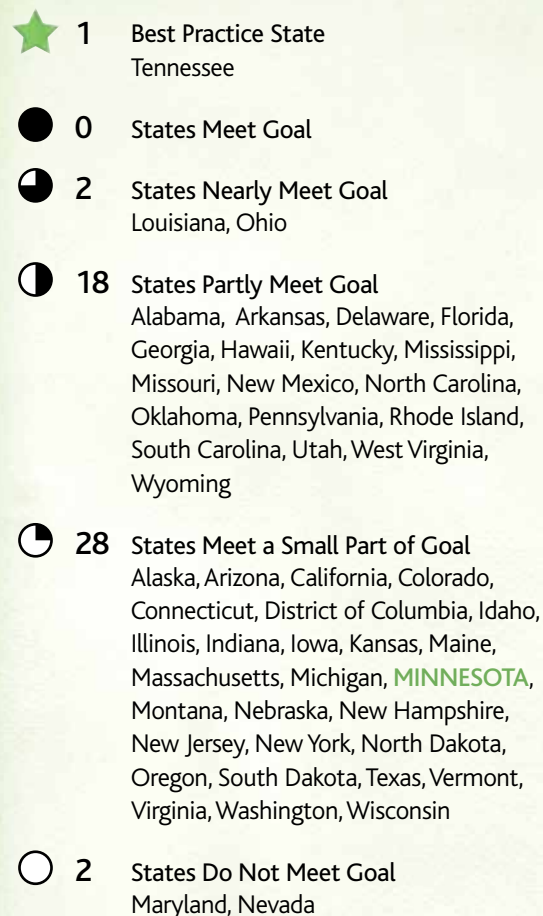 1 Best Practice State
Tennessee
0 States Meet Goal
2 States Nearly Meet Goal
Louisiana, Ohio
18 States Partly Meet Goal
Alabama, Arkansas, Delaware, Florida,
Georgia, Hawaii, Kentucky, Mississippi,
Missouri, New Mexico, North Carolina,
Oklahoma, Pennsylvania, Rhode Island,
South Carolina, Utah, West Virginia,
Wyoming
28 States Meet a Small Part of Goal
Alaska, Arizona, California, Colorado,
Connecticut, District of Columbia, Idaho,
Illinois, Indiana, Iowa, Kansas, Maine,
Massachusetts, Michigan, MINNESOTA,
Montana, Nebraska, New Hampshire,
New Jersey, New York, North Dakota,
Oregon, South Dakota, Texas, Vermont,
Virginia, Washington, Wisconsin
2 States Do Not Meet Goal
Maryland, Nevada